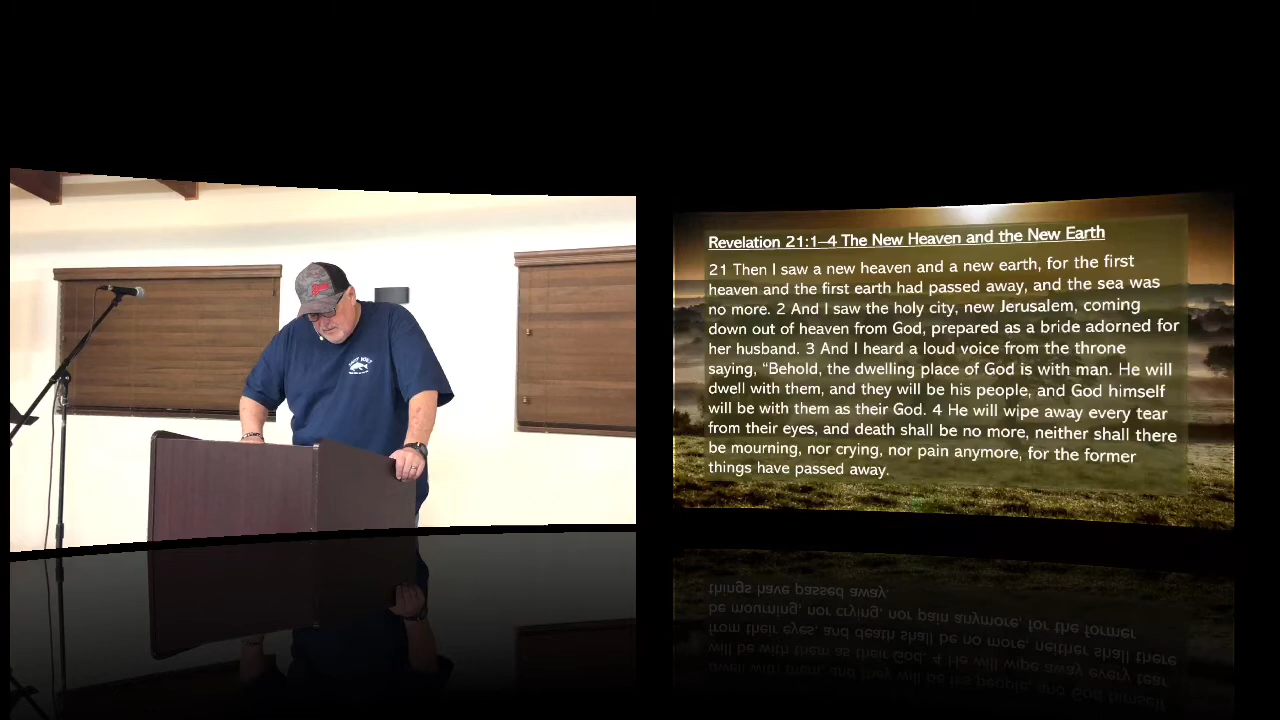 Revelation 21:1–4 The New Heaven and the New Earth
21 Then I saw a new heaven and a new earth, for the first
heaven and the first earth had passed away, and the sea was
no more. 2 And I saw the holy city, new Jerusalem, coming
down out of heaven from God, prepared as a bride adorned for
her husband. 3 And I heard a loud voice from the throne
saying, “Behold, the dwelling place of God is with man. He will
dwell with them, and they will be his people, and God himself
will be with them as their God. 4 He will wipe away every tear
from their eyes, and death shall be no more, neither shall there
be mourning, nor crying, nor pain anymore, for the former
things have passed away.